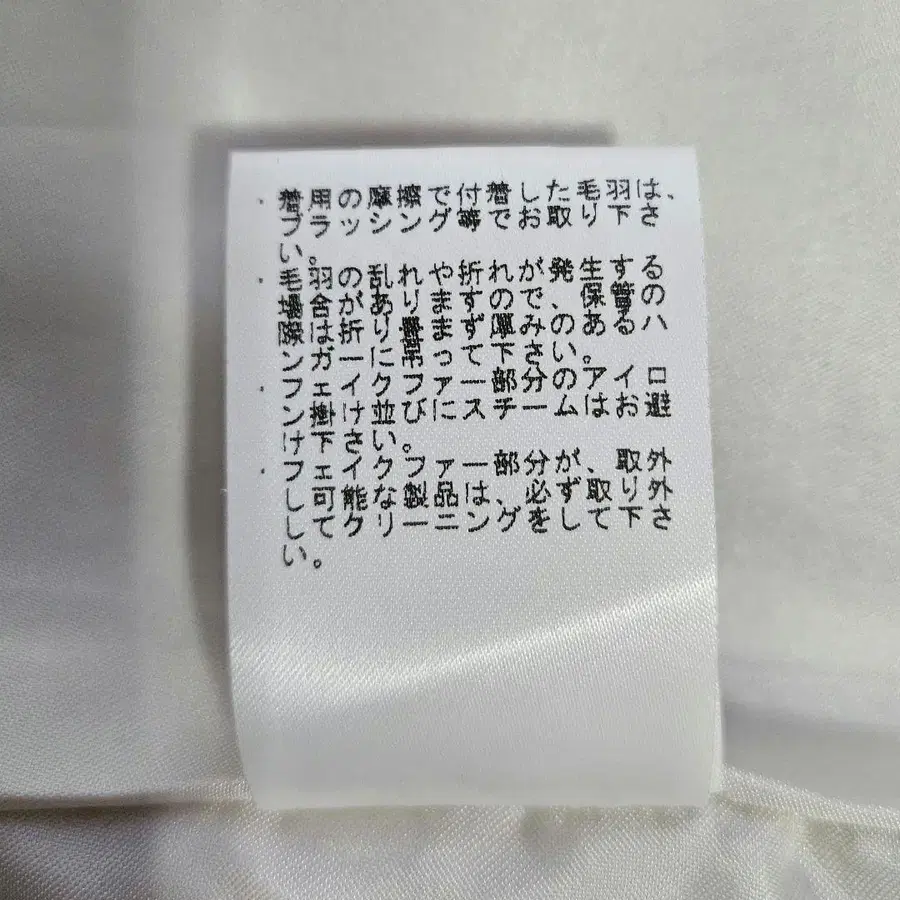 ・着用の摩擦で付着した毛羽は、
ブラッシング等でお取り下さ
い。
・毛羽の乱れや折れが発生する
場合がありますので、保管の
際は折り畳まず厚みのあるハ
ンガーに吊って下さい。
・フェイクファー部分のアイロ
ン掛け並びにスチームはお避
け下さい。
・フェイクファー部分が、取外
し可能な製品は、必ず取り外
してクリーニングをして下さ
い。